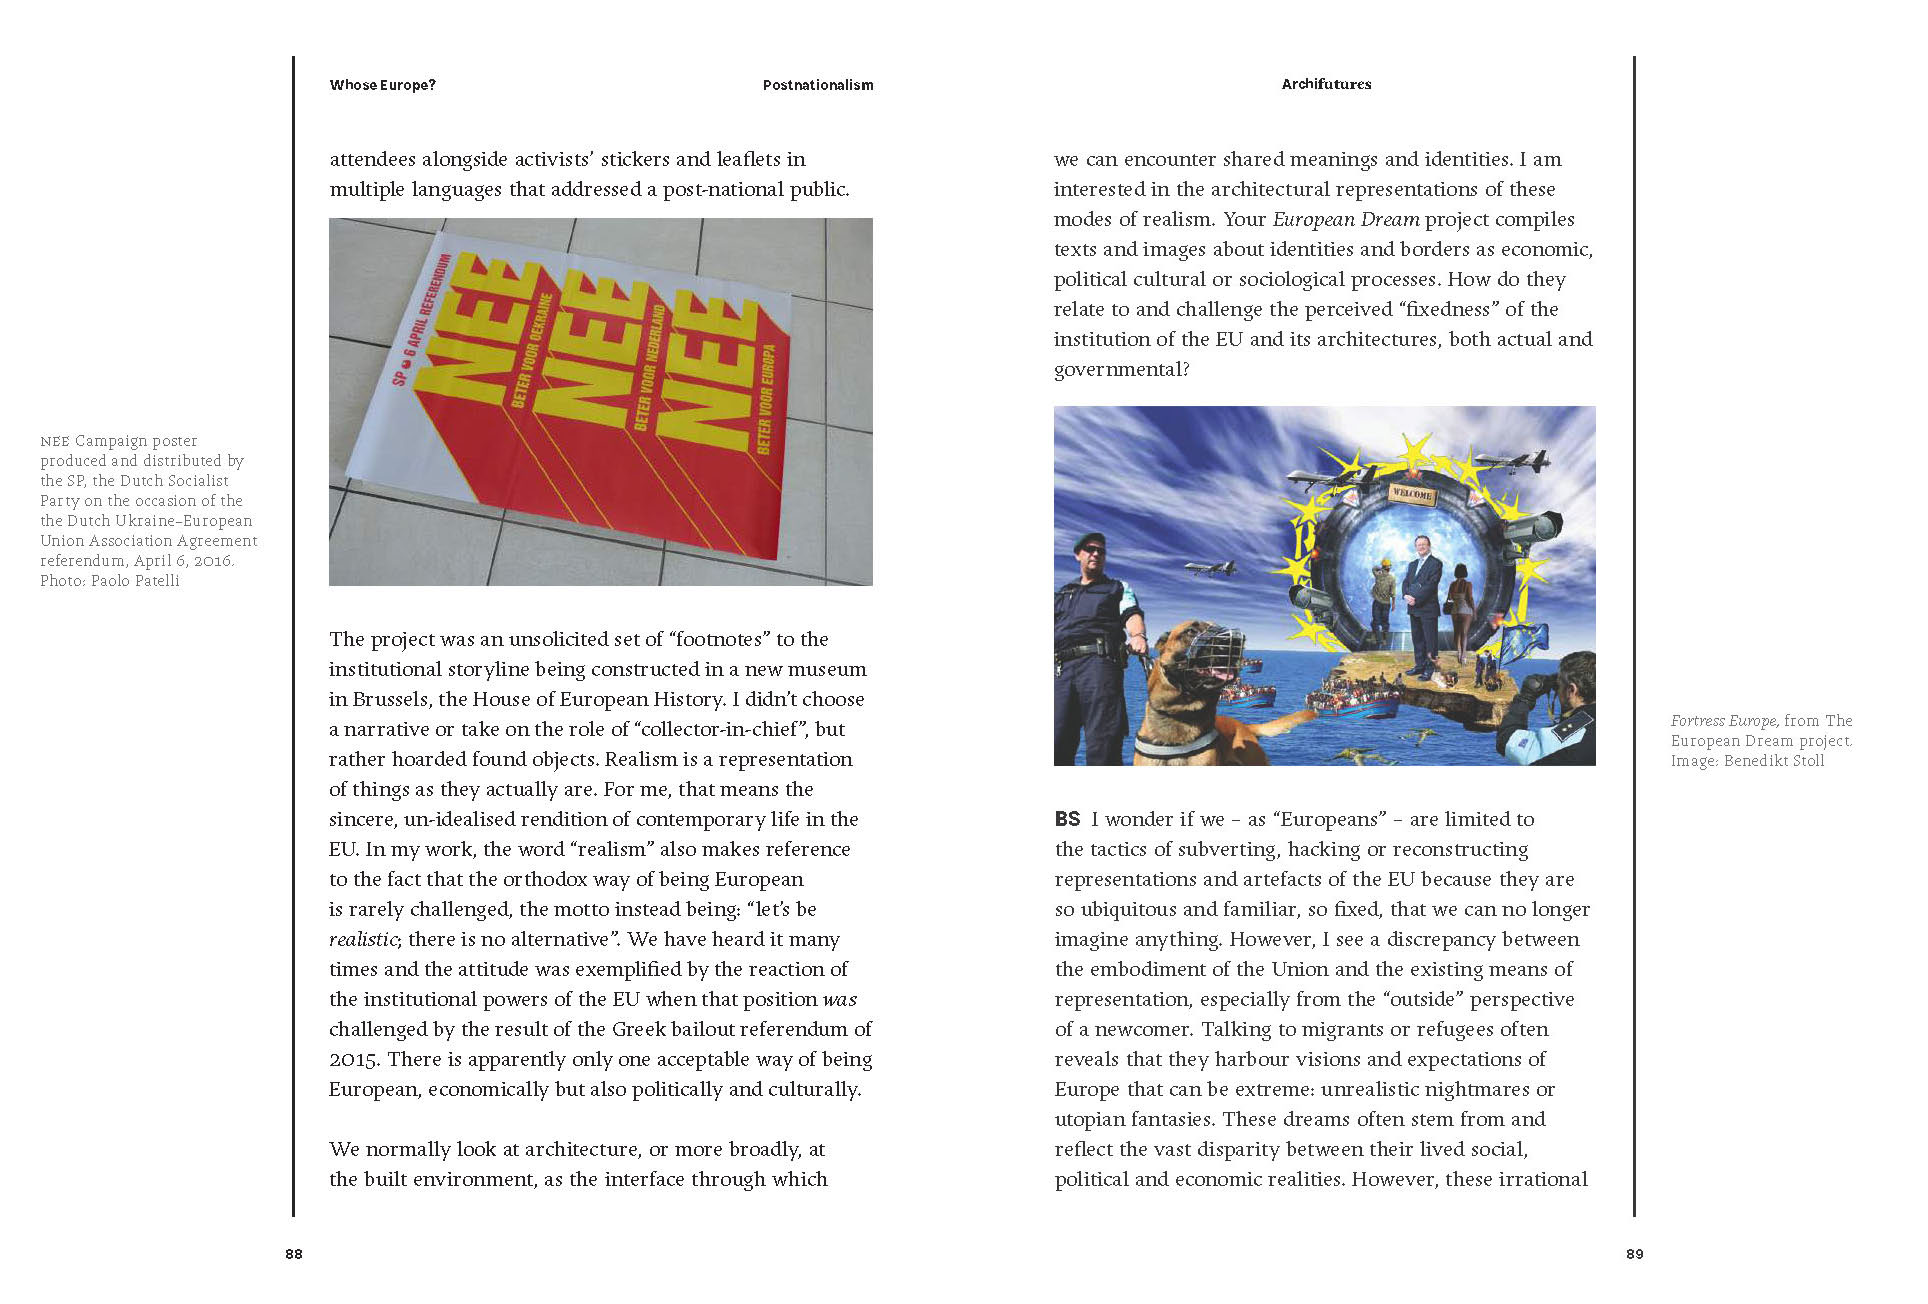 Whose Europe?
Postnationalism
attendees alongside activists’ stickers and leaflets in
multiple languages that addressed a post-national public.
SP 6 APRIL REFERENDUM
NEE
BETER VOOR OEKRAINE
NEE
BETER VOOR NEDERLAND
NEE
BETER VOOR EUROPA
NEE Campaign poster
produced and distributed by
the SP, the Dutch Socialist
Party on the occasion of the
the Dutch Ukraine–European
Union Association Agreement
referendum, April 6, 2016.
Photo: Paolo Patelli
The project was an unsolicited set of “footnotes” to the
institutional storyline being constructed in a new museum
in Brussels, the House of European History. I didn’t choose
a narrative or take on the role of “collector-in-chief”, but
rather hoarded found objects. Realism is a representation
of things as they actually are. For me, that means the
sincere, un-idealised rendition of contemporary life in the
EU. In my work, the word “realism” also makes reference
to the fact that the orthodox way of being European
is rarely challenged, the motto instead being: “let’s be
realistic; there is no alternative”. We have heard it many
times and the attitude was exemplified by the reaction of
the institutional powers of the EU when that position was
challenged by the result of the Greek bailout referendum of
2015. There is apparently only one acceptable way of being
European, economically but also politically and culturally.
We normally look at architecture, or more broadly, at
the built environment, as the interface through which
88
Archifutures
we can encounter shared meanings and identities. I am
interested in the architectural representations of these
modes of realism. Your European Dream project compiles
texts and images about identities and borders as economic,
political cultural or sociological processes. How do they
relate to and challenge the perceived “fixedness” of the
institution of the EU and its architectures, both actual and
governmental?
WELCOME
Fortress Europe, from The
European Dream project.
Image: Benedikt Stoll
BS I wonder if we – as “Europeans” – are limited to
the tactics of subverting, hacking or reconstructing
representations and artefacts of the EU because they are
so ubiquitous and familiar, so fixed, that we can no longer
imagine anything. However, I see a discrepancy between
the embodiment of the Union and the existing means of
representation, especially from the “outside” perspective
of a newcomer. Talking to migrants or refugees often
reveals that they harbour visions and expectations of
Europe that can be extreme: unrealistic nightmares or
utopian fantasies. These dreams often stem from and
reflect the vast disparity between their lived social,
political and economic realities. However, these irrational
89